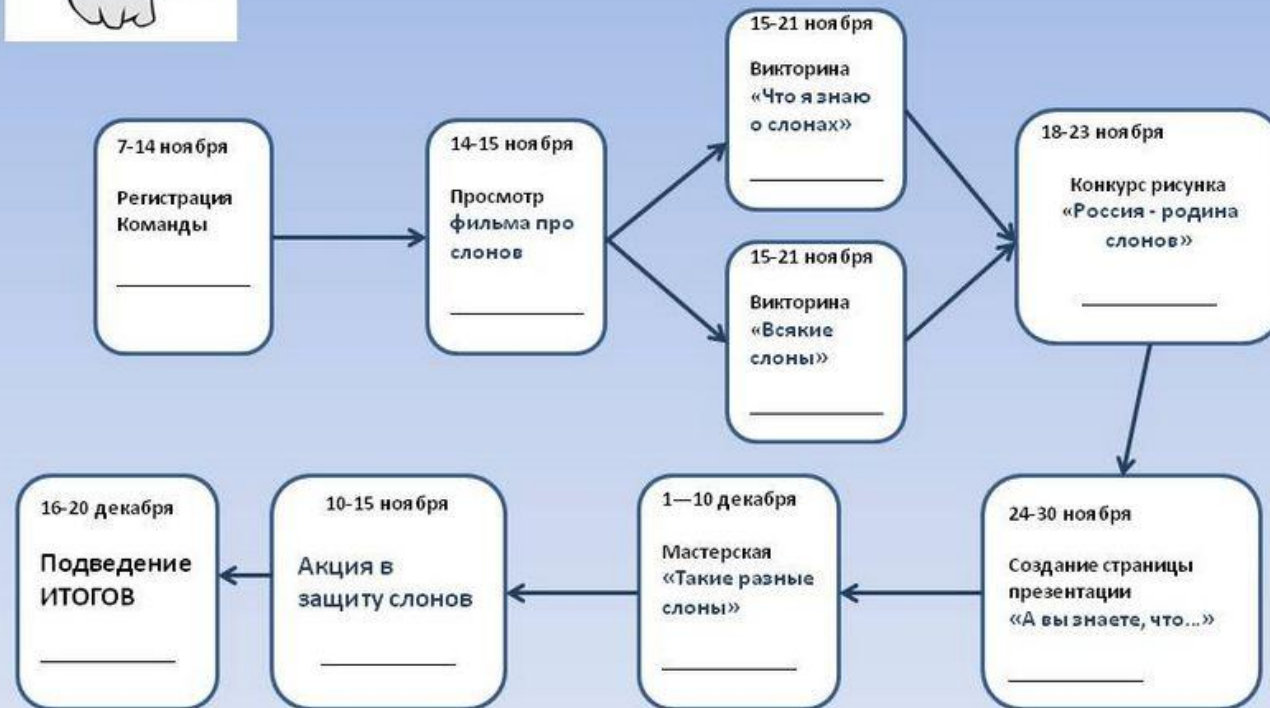 7-14 ноября
Регистрация
Команды
14-15 ноября
Просмотр
фильма про
слонов
15-21 ноября
Викторина
«Что я знаю
о слонах»
15-21 ноября
Викторина
«Всякие
слоны»
18-23 ноября
Конкурс рисунка
«Россия - родина
слонов»
24-30 ноября
Создание страницы
презентации
«А вы знаете, что...»
1—10 декабря
Мастерская
«Такие разные
слоны»
10-15 ноября
Акция в
защиту слонов
16-20 декабря
Подведение
ИТОГОВ